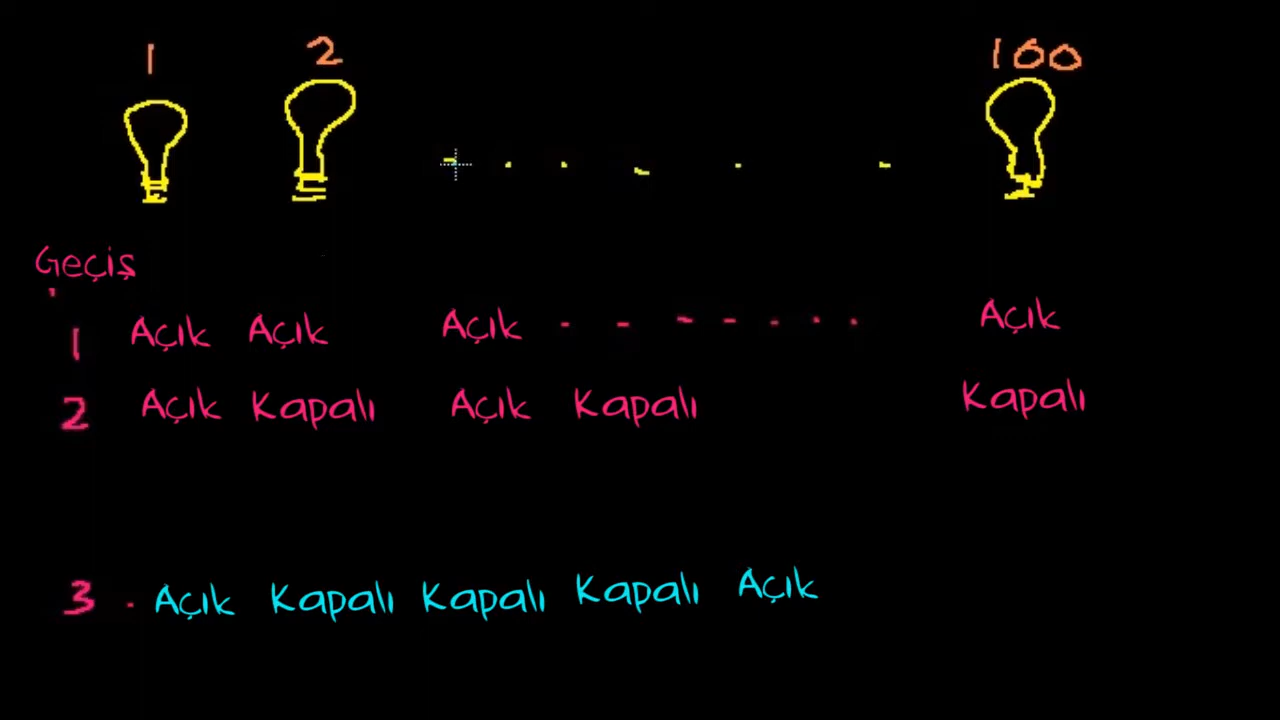 1 2 100
Geçiş
1 Açık Açık Açık Açık
2 Açık Kapalı Açık Kapalı Kapalı
3 Açık Kapalı Kapalı Kapalı Açık